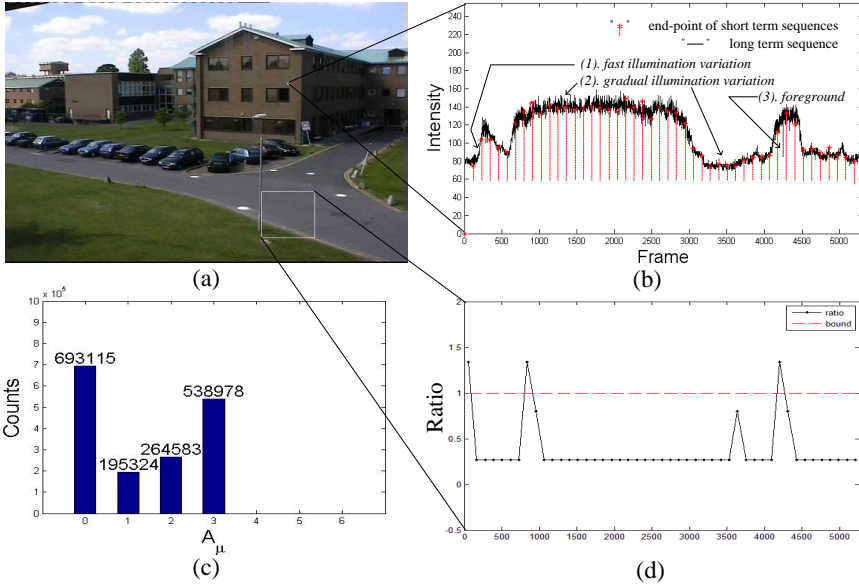 "*" end-point of short term sequences
"—" long term sequence
(1). fast illumination variation
(2). gradual illumination variation
(3). foreground
Intensity
240
220
200
180
160
140
120
100
80
60
40
20
0
0 500 1000 1500 2000 2500 3000 3500 4000 4500 5000
Frame
(a)
(b)
× 10⁵
Counts
10
9
8
7
6
5
4
3
2
1
0
693115
195324
264583
538978
0 1 2 3 4 5 6
Aμ
(c)
ratio
bound
Ratio
2
1.5
1
0.5
0
-0.5
0 500 1000 1500 2000 2500 3000 3500 4000 4500 5000
(d)